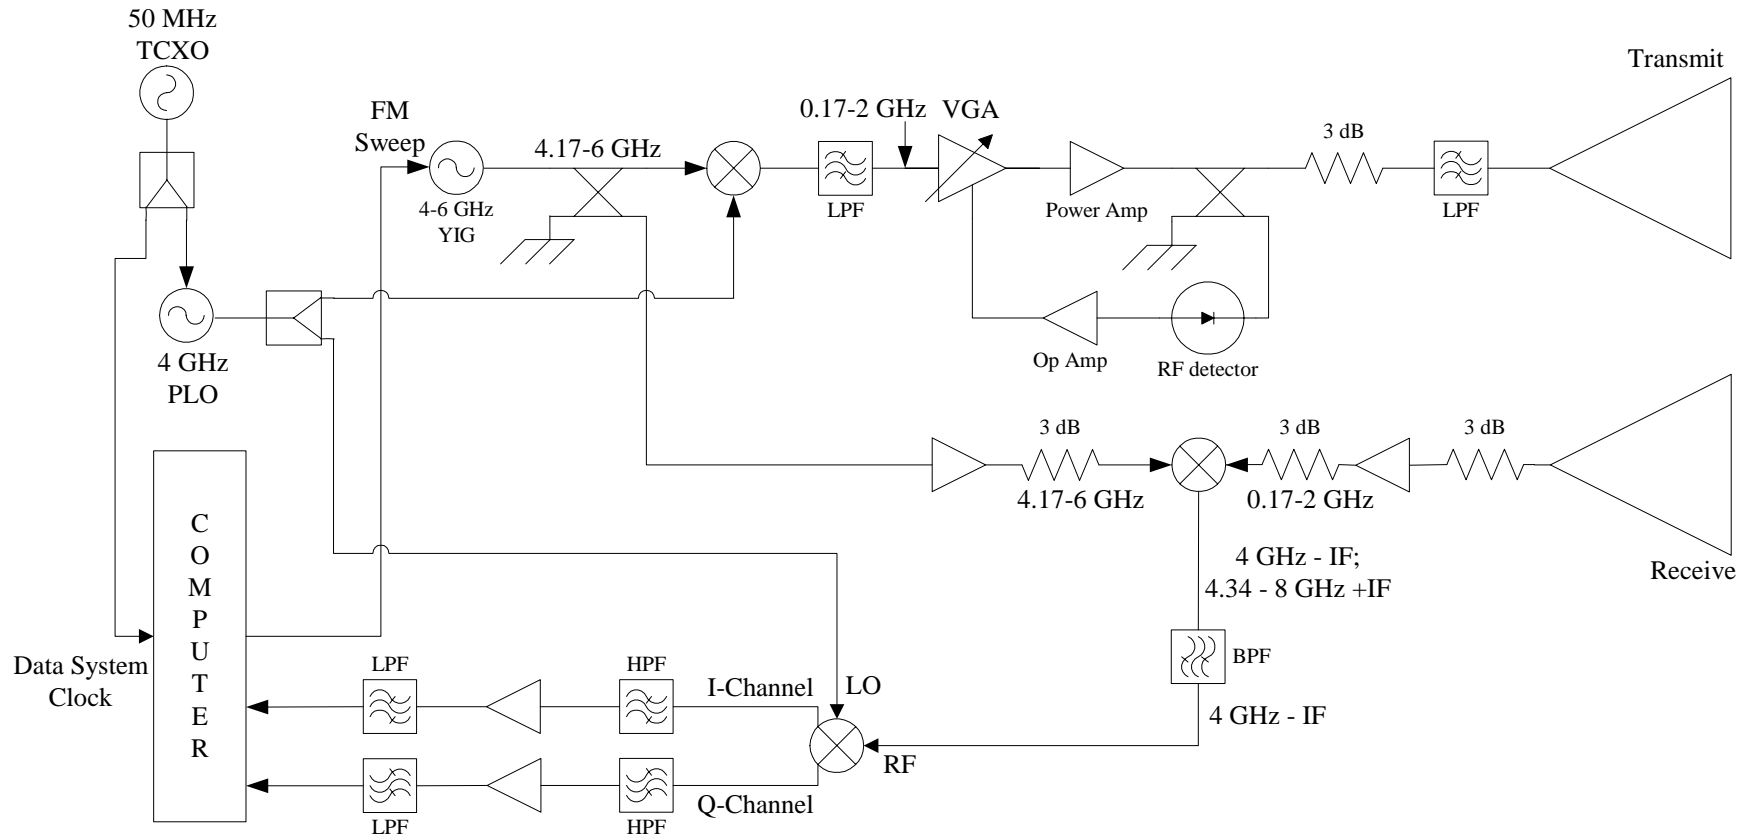 50 MHz
TCXO
Transmit
FM
Sweep
0.17-2 GHz
VGA
3 dB
4.17-6 GHz
4-6 GHz
YIG
LPF
Power Amp
LPF
4 GHz
PLO
Op Amp
RF detector
3 dB
3 dB
3 dB
4.17-6 GHz
0.17-2 GHz
C
O
M
P
U
T
E
R
4 GHz - IF;
4.34 - 8 GHz +IF
Receive
BPF
Data System
Clock
LPF
HPF
I-Channel
LO
4 GHz - IF
RF
Q-Channel
LPF
HPF